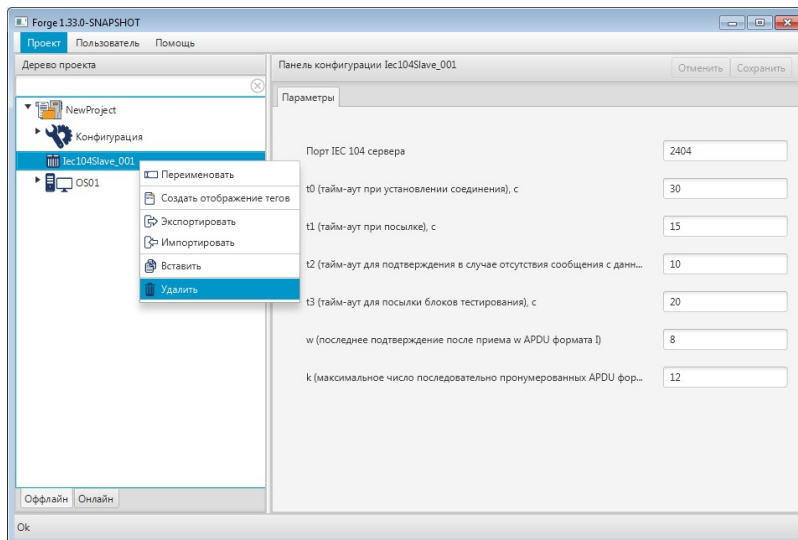 Forge 1.33.0-SNAPSHOT
Проект Пользователь Помощь
Дерево проекта
NewProject
Конфигурация
Iec104Slave_001
OS01
Переименовать
Создать отображение тегов
Экспортировать
Импортировать
Вставить
Удалить
Оффлайн Онлайн
Панель конфигурации Iec104Slave_001
Отменить Сохранить
Параметры
Порт IEC 104 сервера 2404
t0 (тайм-аут при установлении соединения), с 30
t1 (тайм-аут при посылке), с 15
t2 (тайм-аут для подтверждения в случае отсутствия сообщения с данн... 10
t3 (тайм-аут для посылки блоков тестирования), с 20
w (последнее подтверждение после приема w APDU формата I) 8
k (максимальное число последовательно пронумерованных APDU фор... 12
Ok